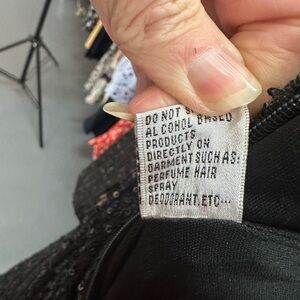 DO NOT
ALCOHOL BASED
PRODUCTS
DIRECTLY ON
GARMENT SUCH AS:
PERFUME HAIR
SPRAY
DEODORANT, ETC...